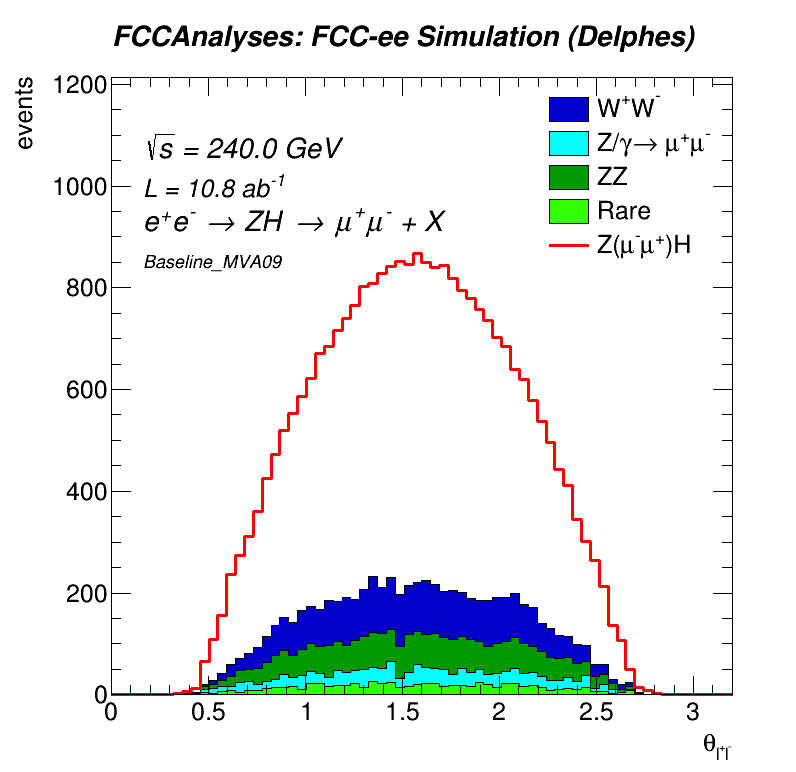 FCCAnalyses: FCC-ee Simulation (Delphes)
events
1200
1000
800
600
400
200
0
√s = 240.0 GeV
L = 10.8 ab⁻¹
e⁺e⁻ → ZH → μ⁺μ⁻ + X
Baseline_MVA09
W⁺W⁻
Z/γ→ μ⁺μ⁻
ZZ
Rare
Z(μ⁻μ⁺)H
0 0.5 1 1.5 2 2.5 3
θ_l⁺l⁻